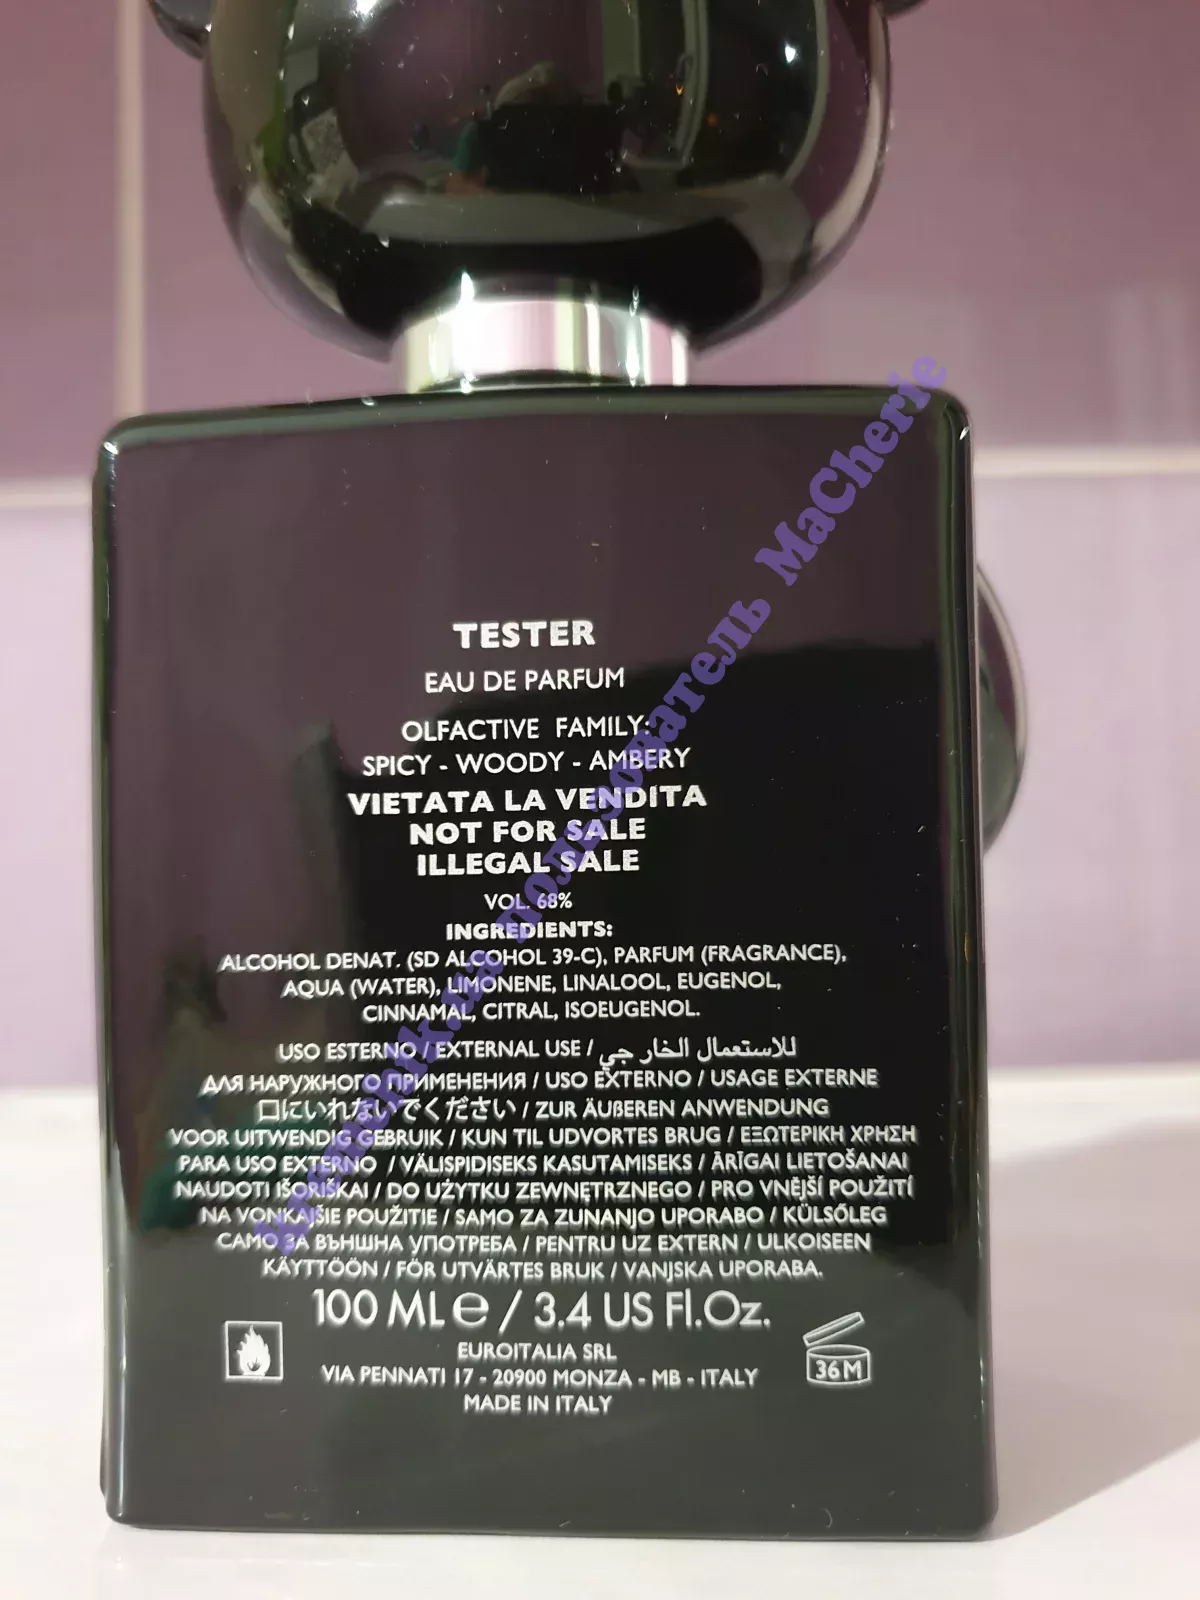 TESTER
EAU DE PARFUM
OLFACTIVE FAMILY:
SPICY - WOODY - AMBERY
VIETATA LA VENDITA
NOT FOR SALE
ILLEGAL SALE
VOL. 68%
INGREDIENTS:
ALCOHOL DENAT. (SD ALCOHOL 39-C), PARFUM (FRAGRANCE),
AQUA (WATER), LIMONENE, LINALOOL, EUGENOL,
CINNAMAL, CITRAL, ISOEUGENOL.
USO ESTERNO / EXTERNAL USE / للاستعمال الخارجي
ДЛЯ НАРУЖНОГО ПРИМЕНЕНИЯ / USO EXTERNO / USAGE EXTERNE
口にいれないでください / ZUR ÄUßEREN ANWENDUNG
VOOR UITWENDIG GEBRUIK / KUN TIL UDVORTES BRUG / ΕΞΩΤΕΡΙΚΗ ΧΡΗΣΗ
PARA USO EXTERNO / VÄLISPIDISEKS KASUTAMISEKS / ĀRĪGAI LIETOŠANAI
NAUDOTI IŠORIŠKAI / DO UŻYTKU ZEWNĘTRZNEGO / PRO VNĚJŠÍ POUŽITÍ
NA VONKAJŠIE POUŽITIE / SAMO ZA ZUNANJO UPORABO / KÜLSŐLEG
САМО ЗА ВЪНШНА УПОТРЕБА / PENTRU UZ EXTERN / ULKOISEEN
KÄYTTÖÖN / FÖR UTVÄRTES BRUK / VANJSKA UPORABA.
100 ML ℮ / 3.4 US Fl.Oz.
EUROITALIA SRL
VIA PENNATI 17 - 20900 MONZA - MB - ITALY
MADE IN ITALY
36M
kremchik.ua пользователь MaCherie